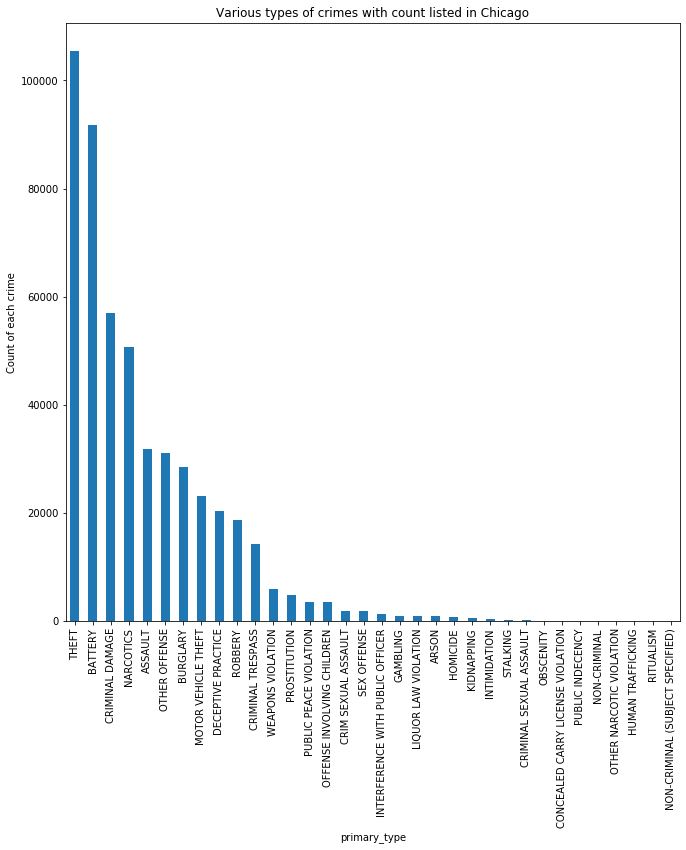 Various types of crimes with count listed in Chicago
Count of each crime
100000
80000
60000
40000
20000
0
THEFT
BATTERY
CRIMINAL DAMAGE
NARCOTICS
ASSAULT
OTHER OFFENSE
BURGLARY
MOTOR VEHICLE THEFT
DECEPTIVE PRACTICE
ROBBERY
CRIMINAL TRESPASS
WEAPONS VIOLATION
PROSTITUTION
PUBLIC PEACE VIOLATION
OFFENSE INVOLVING CHILDREN
CRIM SEXUAL ASSAULT
SEX OFFENSE
INTERFERENCE WITH PUBLIC OFFICER
GAMBLING
LIQUOR LAW VIOLATION
ARSON
HOMICIDE
KIDNAPPING
INTIMIDATION
STALKING
CRIMINAL SEXUAL ASSAULT
OBSCENITY
CONCEALED CARRY LICENSE VIOLATION
PUBLIC INDECENCY
NON-CRIMINAL
OTHER NARCOTIC VIOLATION
HUMAN TRAFFICKING
RITUALISM
NON-CRIMINAL (SUBJECT SPECIFIED)
primary_type